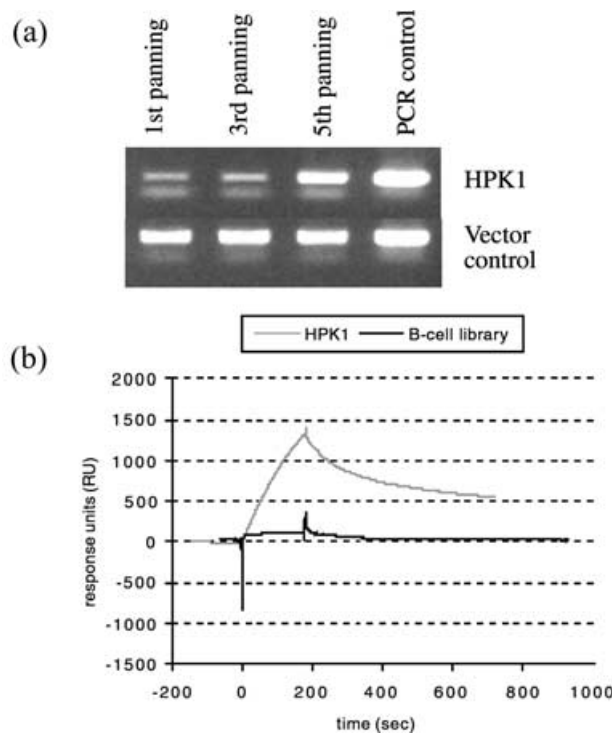 (a)
1st panning
3rd panning
5th panning
PCR control
HPK1
Vector
control
(b)
HPK1
B-cell library
2000
1500
1000
500
0
-500
-1000
-1500
response units (RU)
-200
0
200
400
600
800
1000
time (sec)